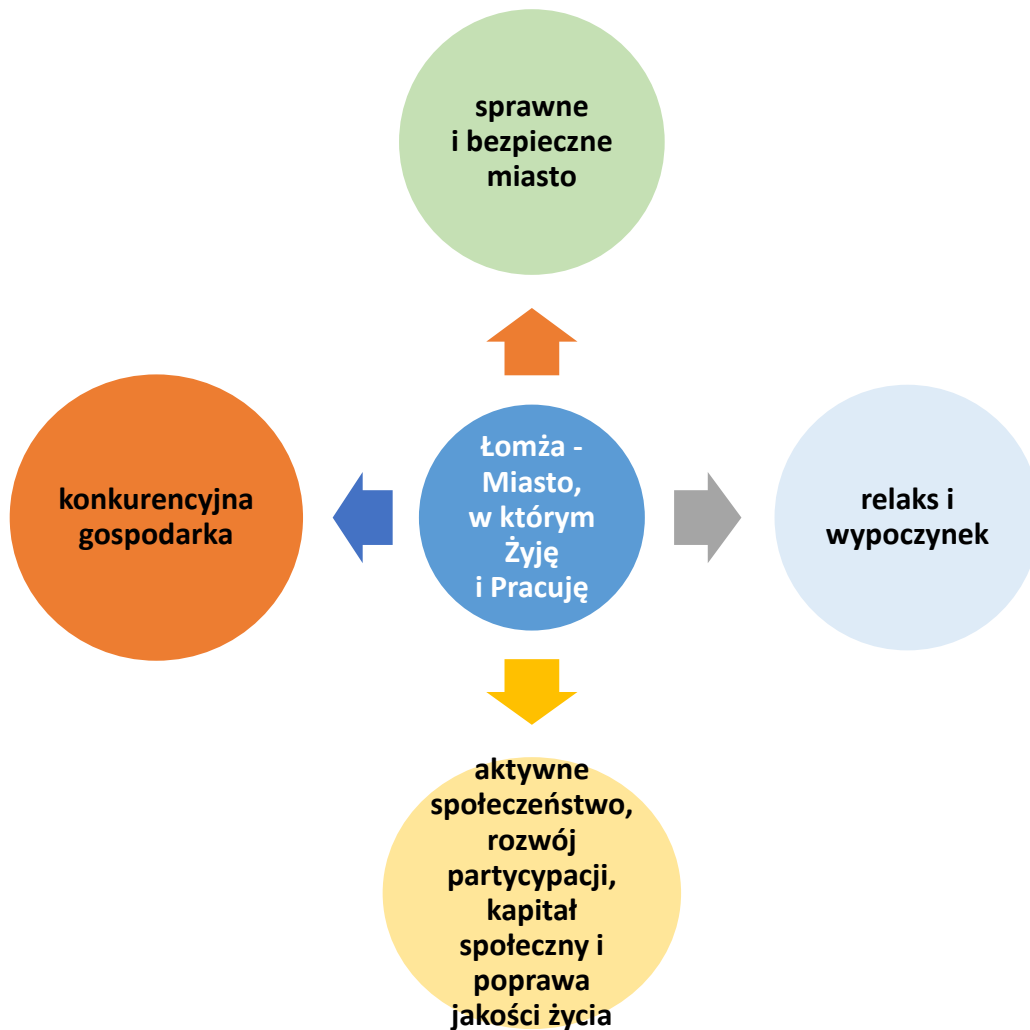 sprawne
i bezpieczne
miasto
konkurencyjna
gospodarka
Łomża -
Miasto,
w którym
Żyję
i Pracuję
relaks i
wypoczynek
aktywne
społeczeństwo,
rozwój
partycypacji,
kapitał
społeczny i
poprawa
jakości życia